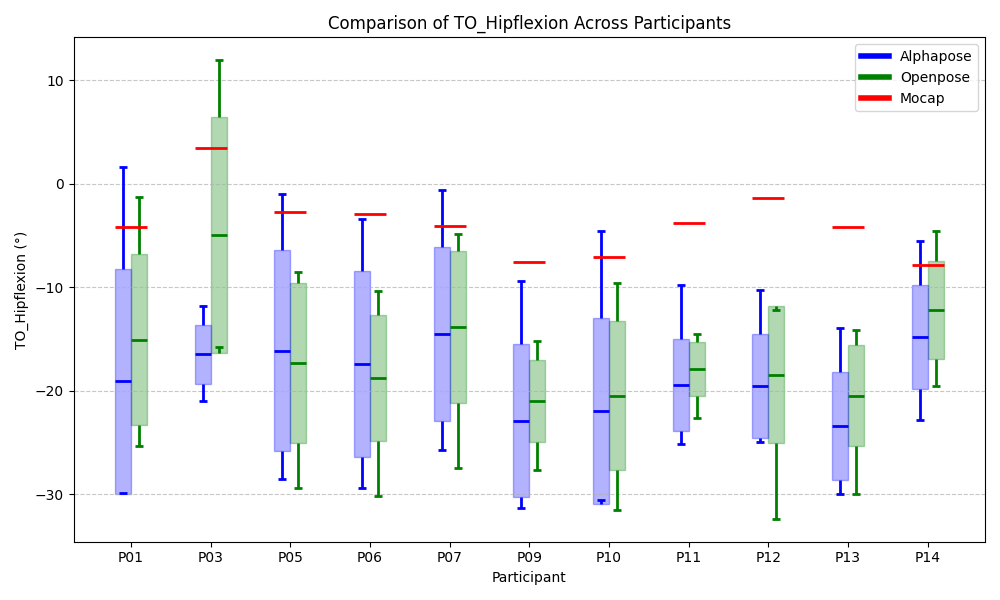 Comparison of TO_Hipflexion Across Participants
Alphapose
Openpose
Mocap
TO_Hipflexion (°)
10
0
−10
−20
−30
P01 P03 P05 P06 P07 P09 P10 P11 P12 P13 P14
Participant